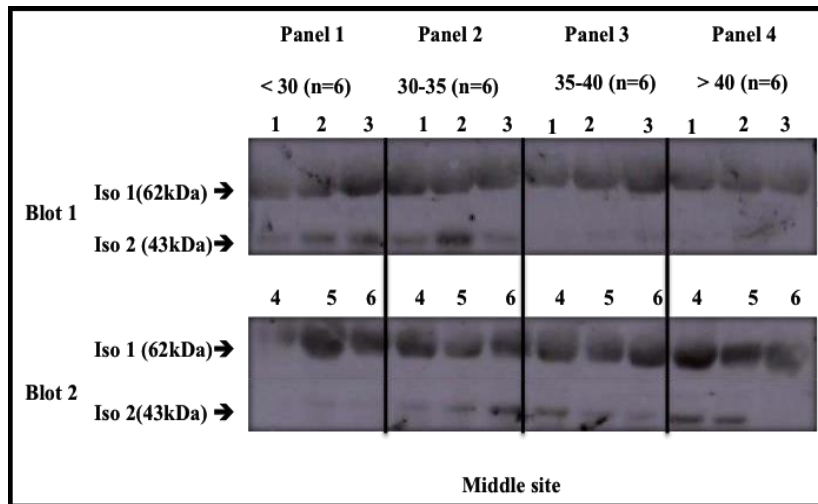 Panel 1 Panel 2 Panel 3 Panel 4
< 30 (n=6) 30-35 (n=6) 35-40 (n=6) > 40 (n=6)
1 2 3 1 2 3 1 2 3 1 2 3
Iso 1(62kDa)➔
Blot 1
Iso 2 (43kDa)➔
4 5 6 4 5 6 4 5 6 4 5 6
Iso 1 (62kDa)➔
Blot 2
Iso 2(43kDa) ➔
Middle site